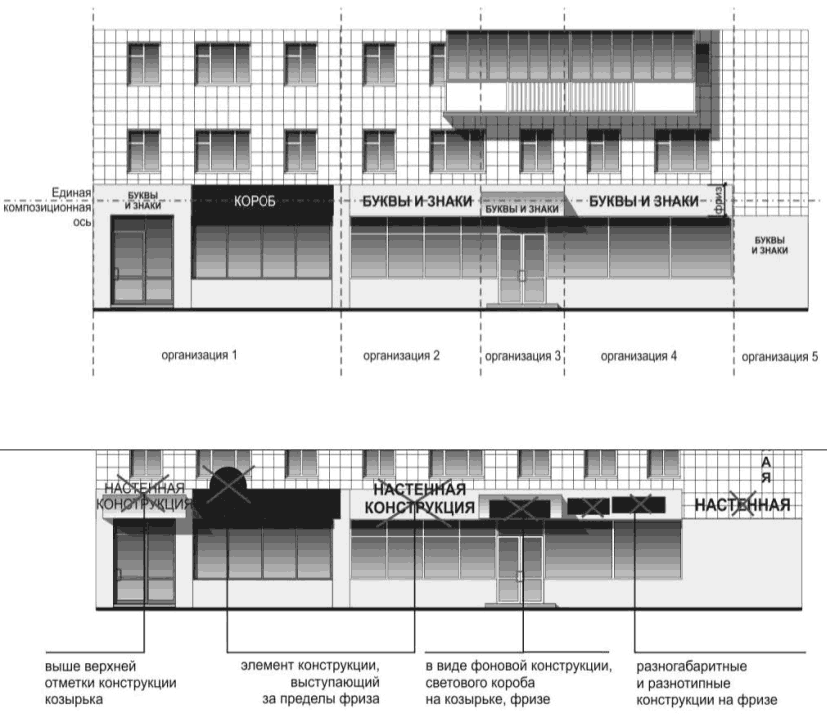 Единая
композиционная
ось
БУКВЫ
И ЗНАКИ
КОРОБ
БУКВЫ И ЗНАКИ
БУКВЫ И ЗНАКИ
БУКВЫ И ЗНАКИ
фриз
БУКВЫ
И ЗНАКИ
организация 1
организация 2
организация 3
организация 4
организация 5
НАСТЕННАЯ
КОНСТРУКЦИЯ
НАСТЕННАЯ
КОНСТРУКЦИЯ
А
Я
НАСТЕННАЯ
выше верхней
отметки конструкции
козырька
элемент конструкции,
выступающий
за пределы фриза
в виде фоновой конструкции,
светового короба
на козырьке, фризе
разногабаритные
и разнотипные
конструкции на фризе